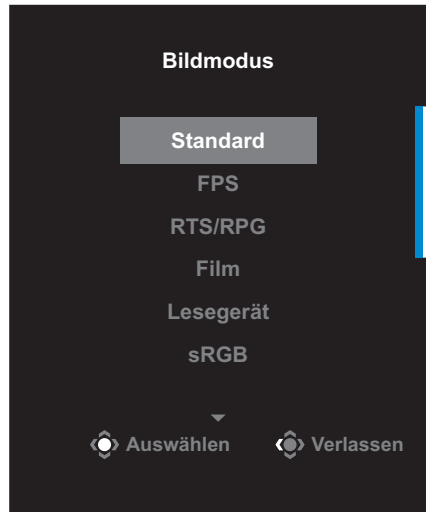 Bildmodus
Standard
FPS
RTS/RPG
Film
Lesegerät
sRGB
Auswählen Verlassen